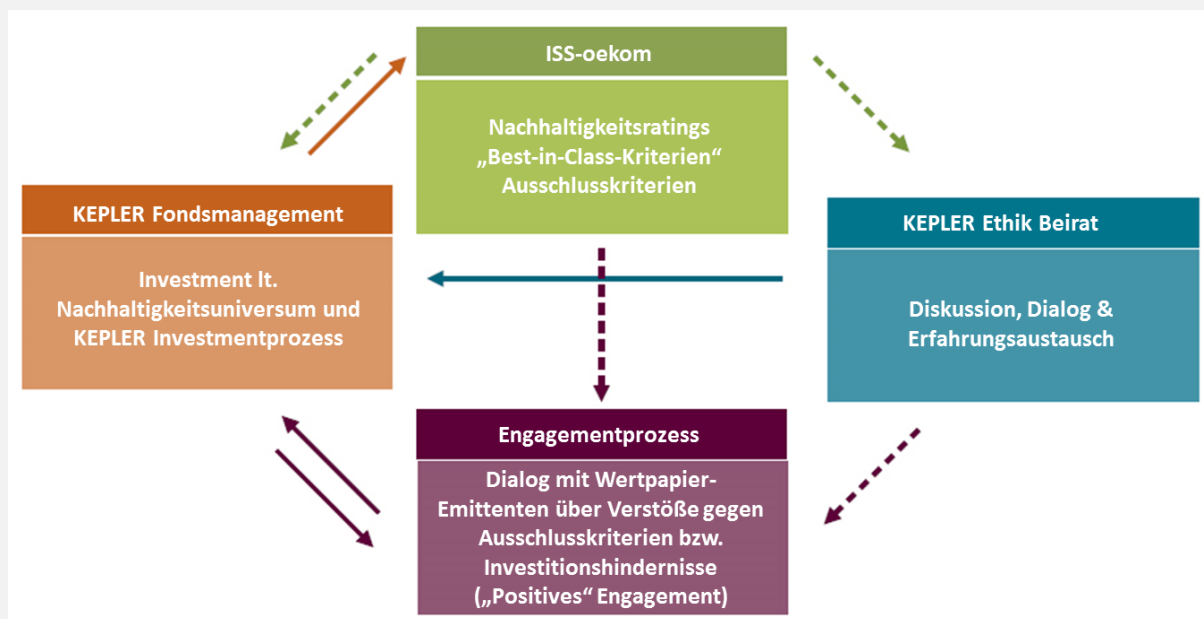 ISS-oekom
Nachhaltigkeitsratings
„Best-in-Class-Kriterien“
Ausschlusskriterien
KEPLER Fondsmanagement
Investment lt.
Nachhaltigkeitsuniversum und
KEPLER Investmentprozess
KEPLER Ethik Beirat
Diskussion, Dialog &
Erfahrungsaustausch
Engagementprozess
Dialog mit Wertpapier-
Emittenten über Verstöße gegen
Ausschlusskriterien bzw.
Investitionshindernisse
(„Positives“ Engagement)